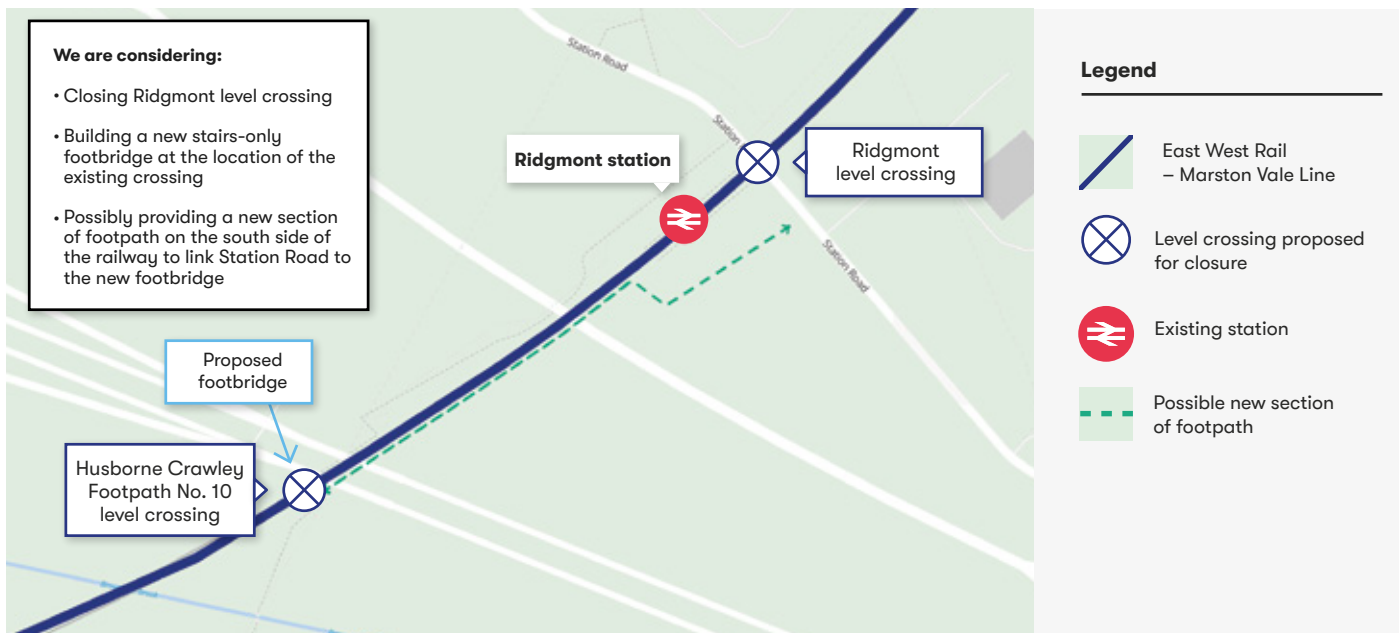 We are considering:
• Closing Ridgmont level crossing
• Building a new stairs-only
footbridge at the location of the
existing crossing
• Possibly providing a new section
of footpath on the south side of
the railway to link Station Road to
the new footbridge
Station Road
Station Road
Ridgmont station
Ridgmont
level crossing
Station Road
Proposed
footbridge
Husborne Crawley
Footpath No. 10
level crossing
Legend
East West Rail
– Marston Vale Line
Level crossing proposed
for closure
Existing station
Possible new section
of footpath